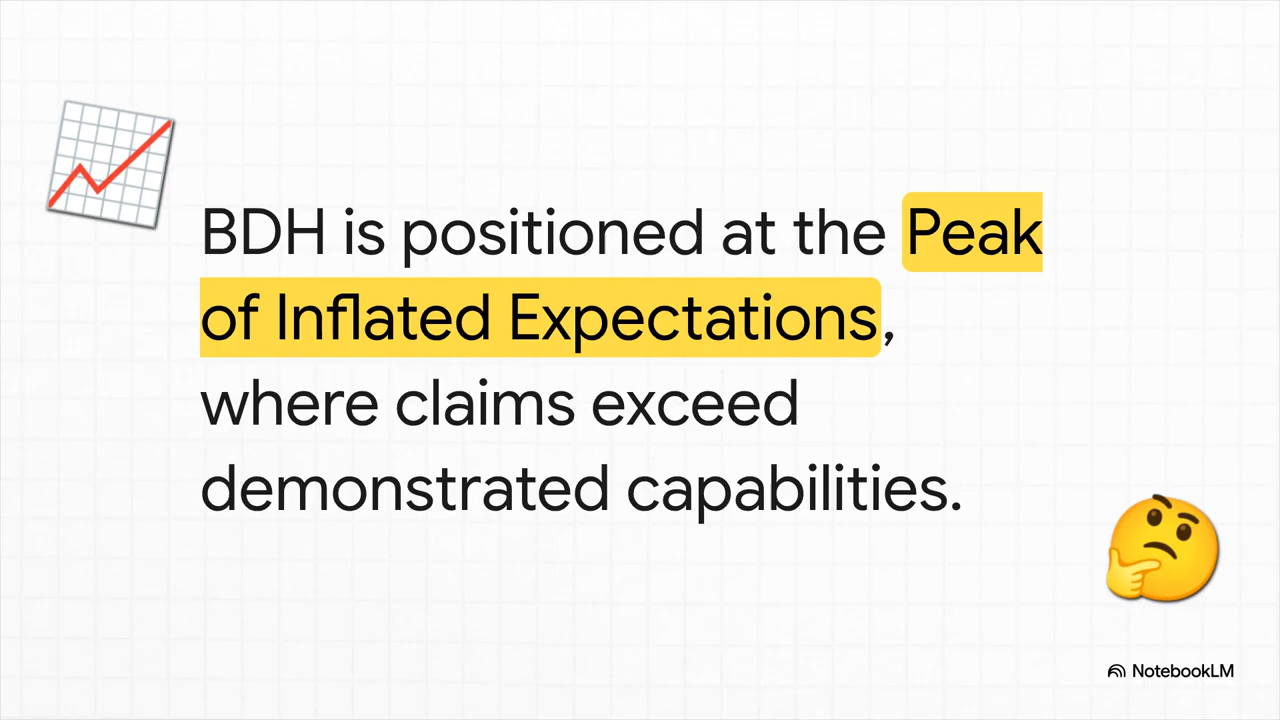 BDH is positioned at the Peak
of Inflated Expectations,
where claims exceed
demonstrated capabilities.
NotebookLM